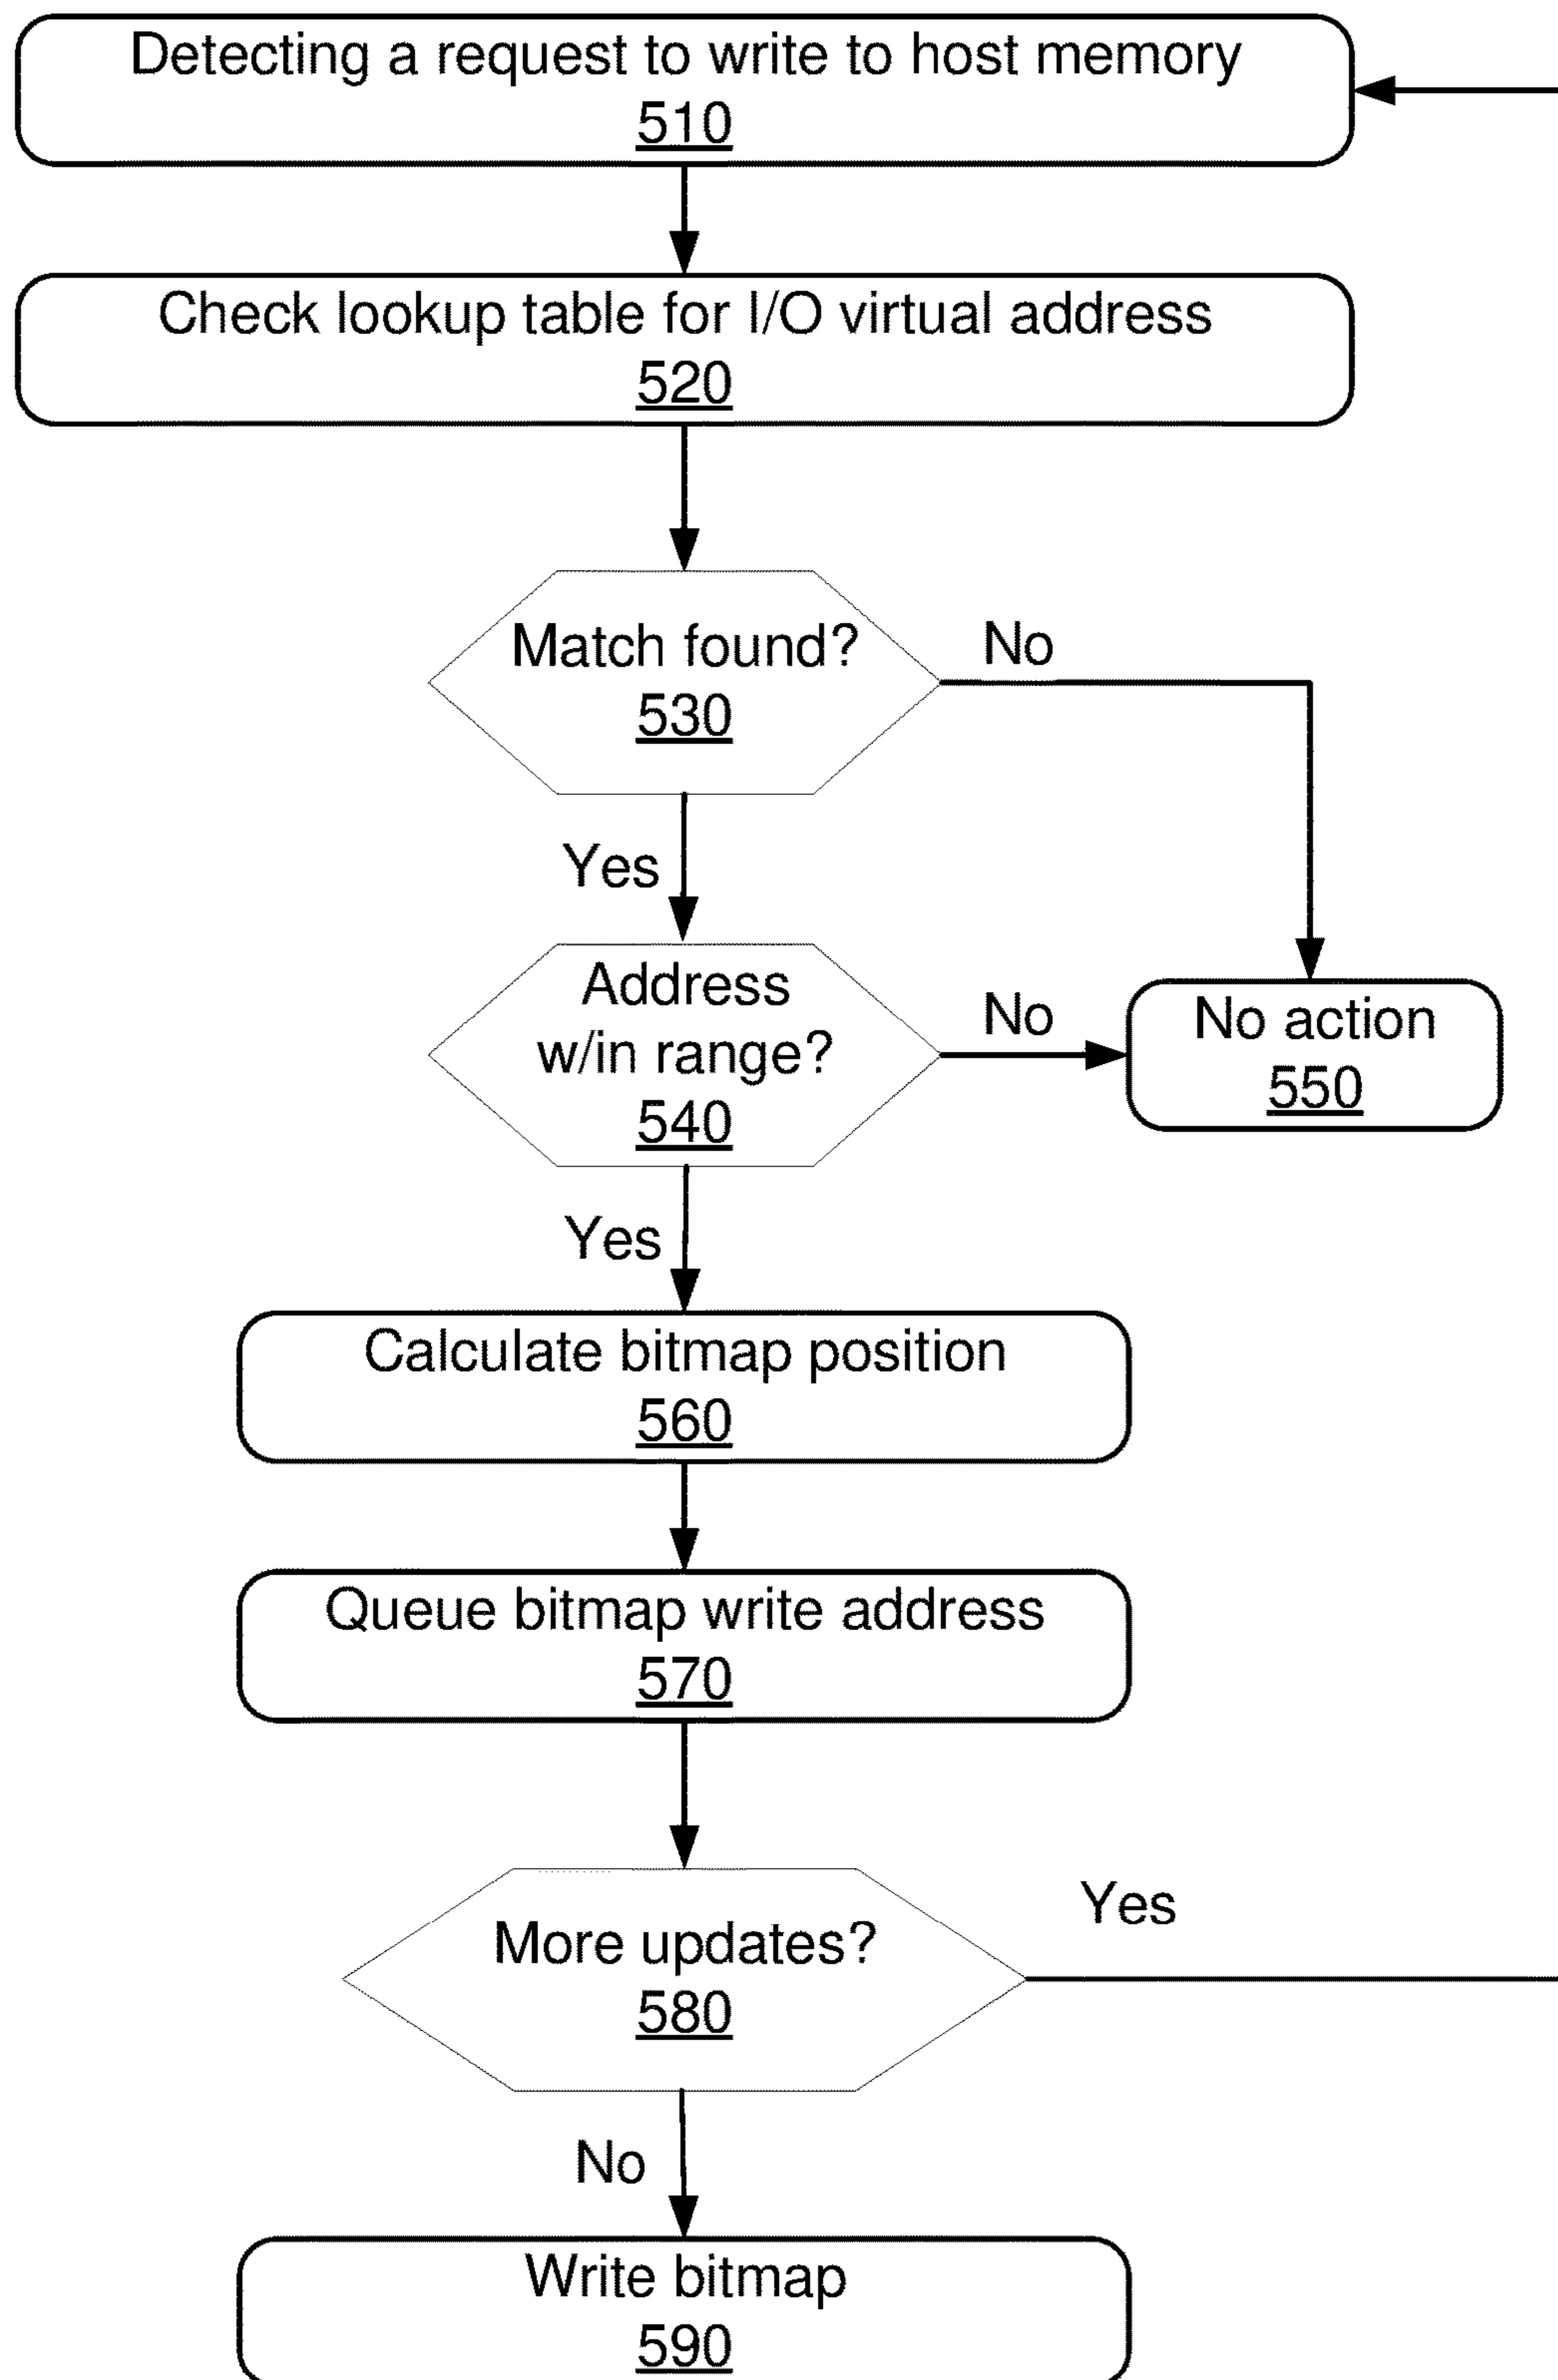 Detecting a request to write to host memory
510
Check lookup table for I/O virtual address
520
Match found?
530
No
Yes
Address
w/in range?
540
No
No action
550
Yes
Calculate bitmap position
560
Queue bitmap write address
570
More updates?
580
Yes
No
Write bitmap
590